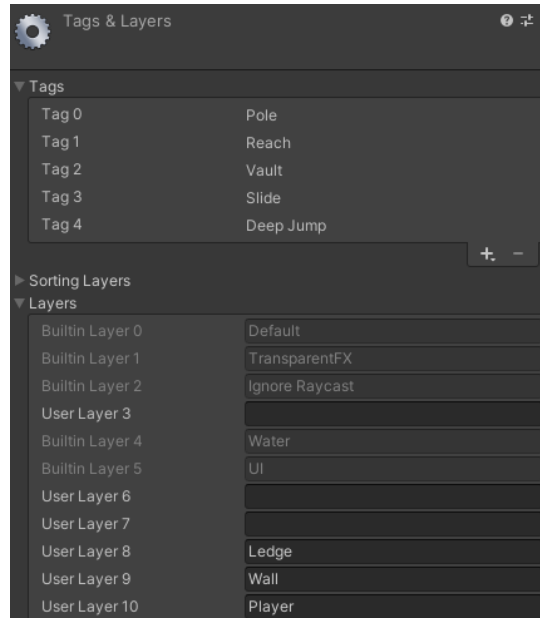 Tags & Layers
Tags
Tag 0 Pole
Tag 1 Reach
Tag 2 Vault
Tag 3 Slide
Tag 4 Deep Jump
Sorting Layers
Layers
Builtin Layer 0 Default
Builtin Layer 1 TransparentFX
Builtin Layer 2 Ignore Raycast
User Layer 3
Builtin Layer 4 Water
Builtin Layer 5 UI
User Layer 6
User Layer 7
User Layer 8 Ledge
User Layer 9 Wall
User Layer 10 Player